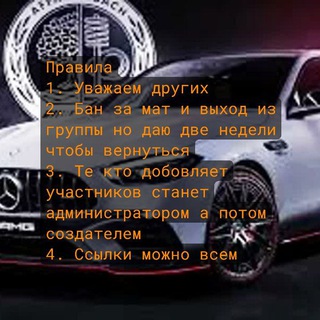 Правила
1. Уважаем других
2. Бан за мат и выход из
группы но даю две недели
чтобы вернуться
3. Те кто добовляет
участников станет
администратором а потом
создателем
4. Ссылки можно всем
AMG